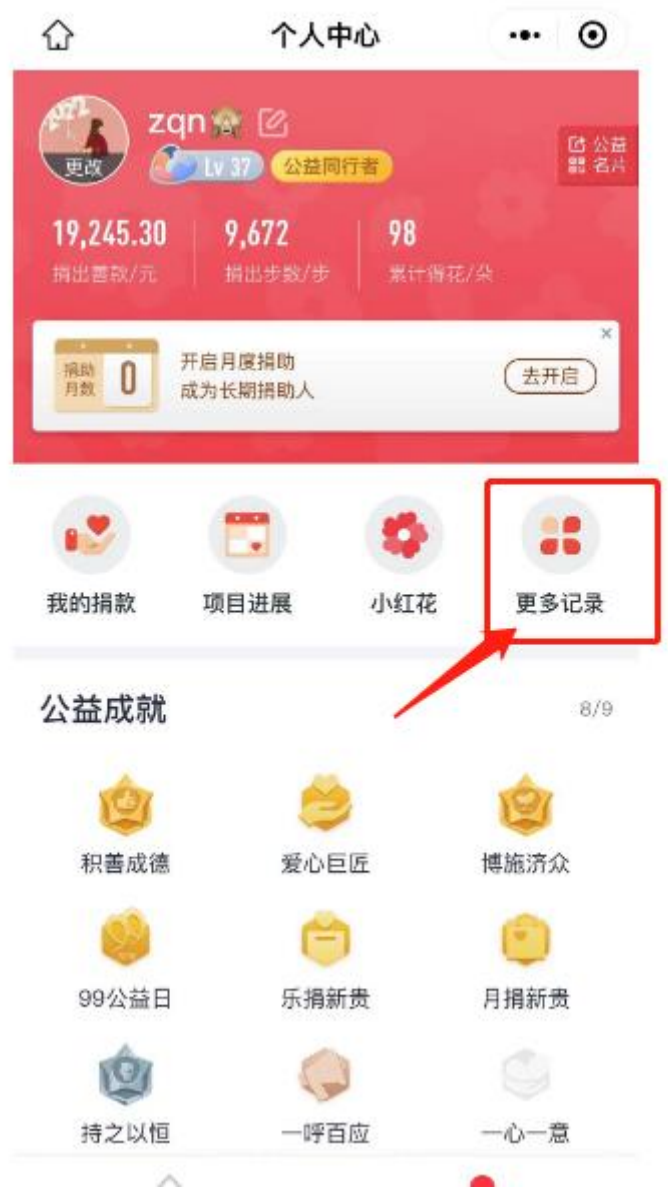 个人中心
2022
更改
zqn
Lv 37
公益同行者
公益
名片
19,245.30
9,672
98
捐出善款/元
捐出步数/步
累计得花/朵
捐助
月数
0
开启月度捐助
成为长期捐助人
去开启
我的捐款
项目进展
小红花
更多记录
公益成就
8/9
积善成德
爱心巨匠
博施济众
99公益日
乐捐新贵
月捐新贵
持之以恒
一呼百应
一心一意